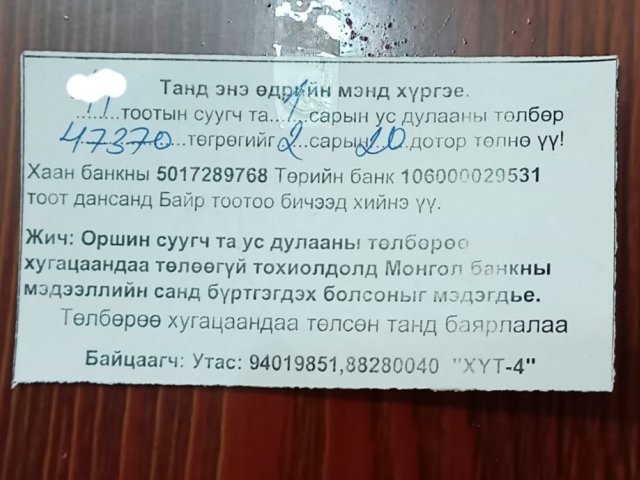 Танд энэ өдрийн мэнд хүргэе.
......тоотын суугч та...1...сарын ус дулааны төлбөр
47370...төгрөгийг 2...сарын 20 дотор төлнө үү!
Хаан банкны 5017289768 Төрийн банк 106000029531
тоот дансанд Байр тоотоо бичээд хийнэ үү.
Жич: Оршин суугч та ус дулааны төлбөрөө
хугацаандаа төлөөгүй тохиолдолд Монгол банкны
мэдээллийн санд бүртгэгдэх болсоныг мэдэгдье.
Төлбөрөө хугацаандаа төлсөн танд баярлалаа
Байцаагч: Утас: 94019851,88280040 "ХҮТ-4"